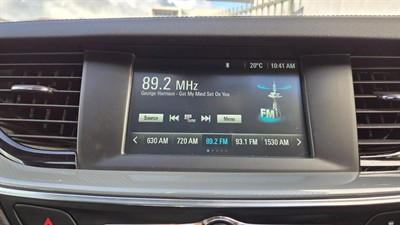 20°C 10:41 AM
89.2 MHz
George Harrison - Got My Mind Set On You
FM
Source Tune Menu
630 AM 720 AM 89.2 FM 93.1 FM 1530 AM